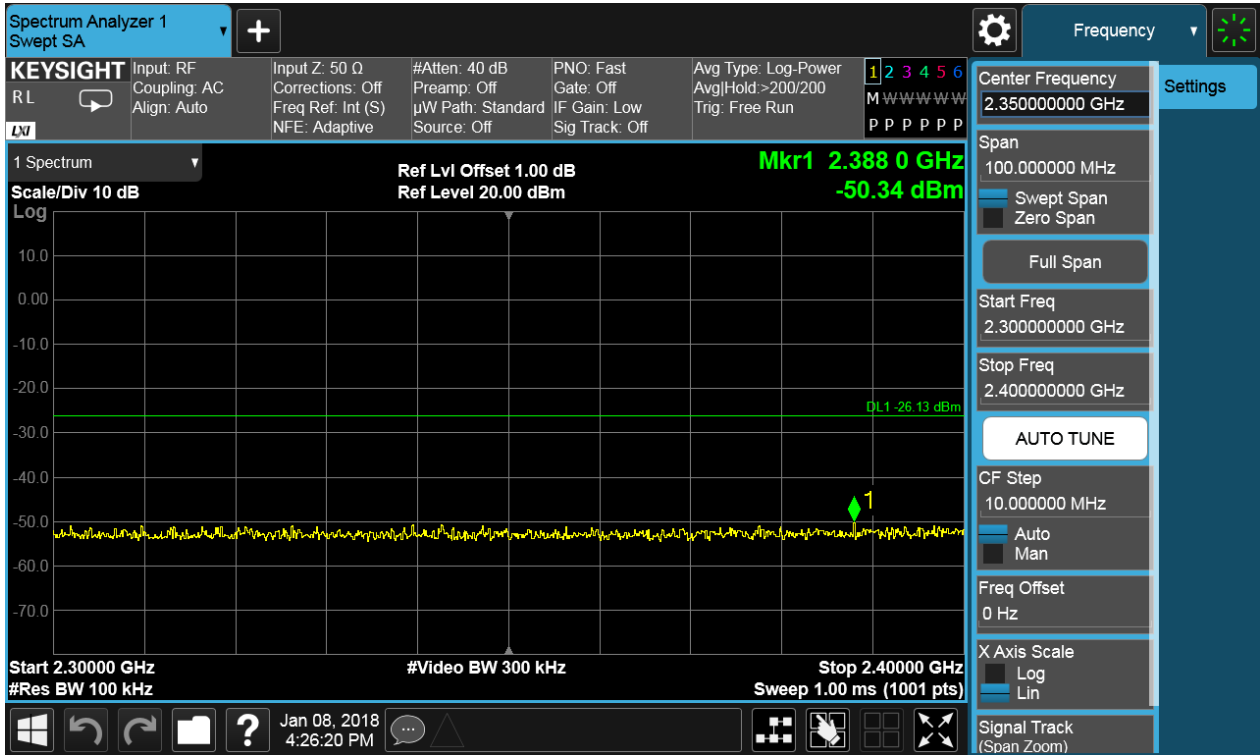 Spectrum Analyzer 1
Swept SA
+
Frequency
KEYSIGHT
RL
LXI
Input: RF
Coupling: AC
Align: Auto
Input Z: 50 Ω
Corrections: Off
Freq Ref: Int (S)
NFE: Adaptive
#Atten: 40 dB
Preamp: Off
µW Path: Standard
Source: Off
PNO: Fast
Gate: Off
IF Gain: Low
Sig Track: Off
Avg Type: Log-Power
Avg|Hold:>200/200
Trig: Free Run
1 2 3 4 5 6
M W W W W W
P P P P P P
1 Spectrum
Scale/Div 10 dB
Log
Ref Lvl Offset 1.00 dB
Ref Level 20.00 dBm
Mkr1 2.388 0 GHz
-50.34 dBm
10.0
0.00
-10.0
-20.0
DL1 -26.13 dBm
-30.0
-40.0
1
-50.0
-60.0
-70.0
Start 2.30000 GHz
#Video BW 300 kHz
Stop 2.40000 GHz
#Res BW 100 kHz
Sweep 1.00 ms (1001 pts)
Center Frequency
2.350000000 GHz
Span
100.000000 MHz
Swept Span
Zero Span
Full Span
Start Freq
2.300000000 GHz
Stop Freq
2.400000000 GHz
AUTO TUNE
CF Step
10.000000 MHz
Auto
Man
Freq Offset
0 Hz
X Axis Scale
Log
Lin
Signal Track
(Span Zoom)
Settings
?
Jan 08, 2018
4:26:20 PM